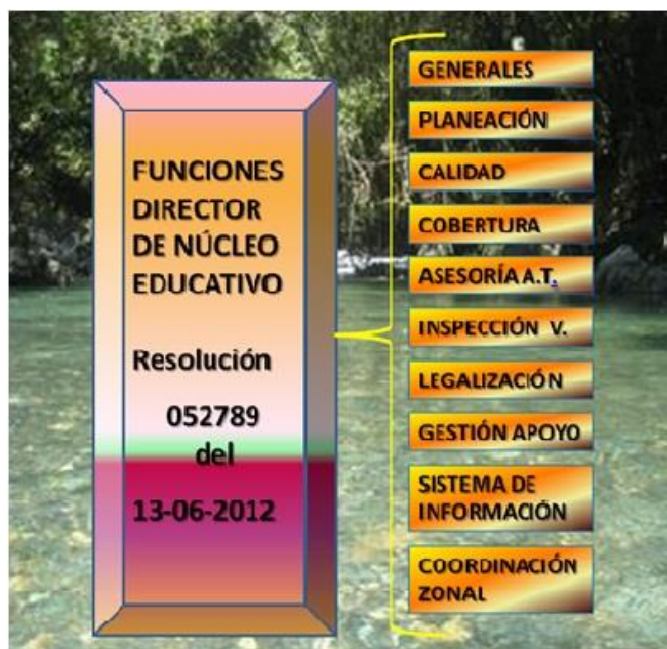 FUNCIONES
DIRECTOR
DE NÚCLEO
EDUCATIVO
Resolución
052789
del
13-06-2012
GENERALES
PLANEACIÓN
CALIDAD
COBERTURA
ASESORÍA A.T.
INSPECCIÓN V.
LEGALIZACIÓN
GESTIÓN APOYO
SISTEMA DE
INFORMACIÓN
COORDINACIÓN
ZONAL